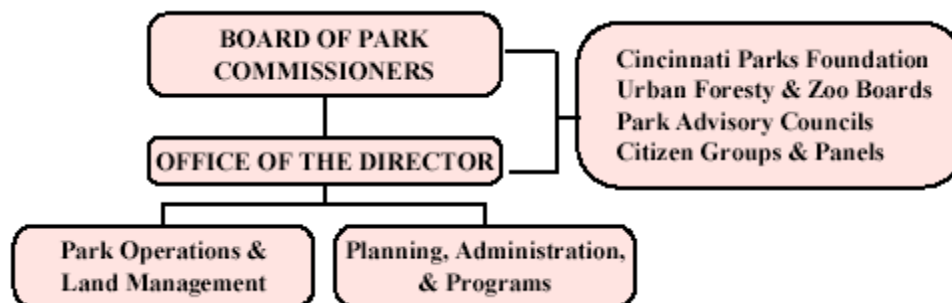 BOARD OF PARK
COMMISSIONERS
Cincinnati Parks Foundation
Urban Foresty & Zoo Boards
Park Advisory Councils
Citizen Groups & Panels
OFFICE OF THE DIRECTOR
Park Operations &
Land Management
Planning, Administration,
& Programs